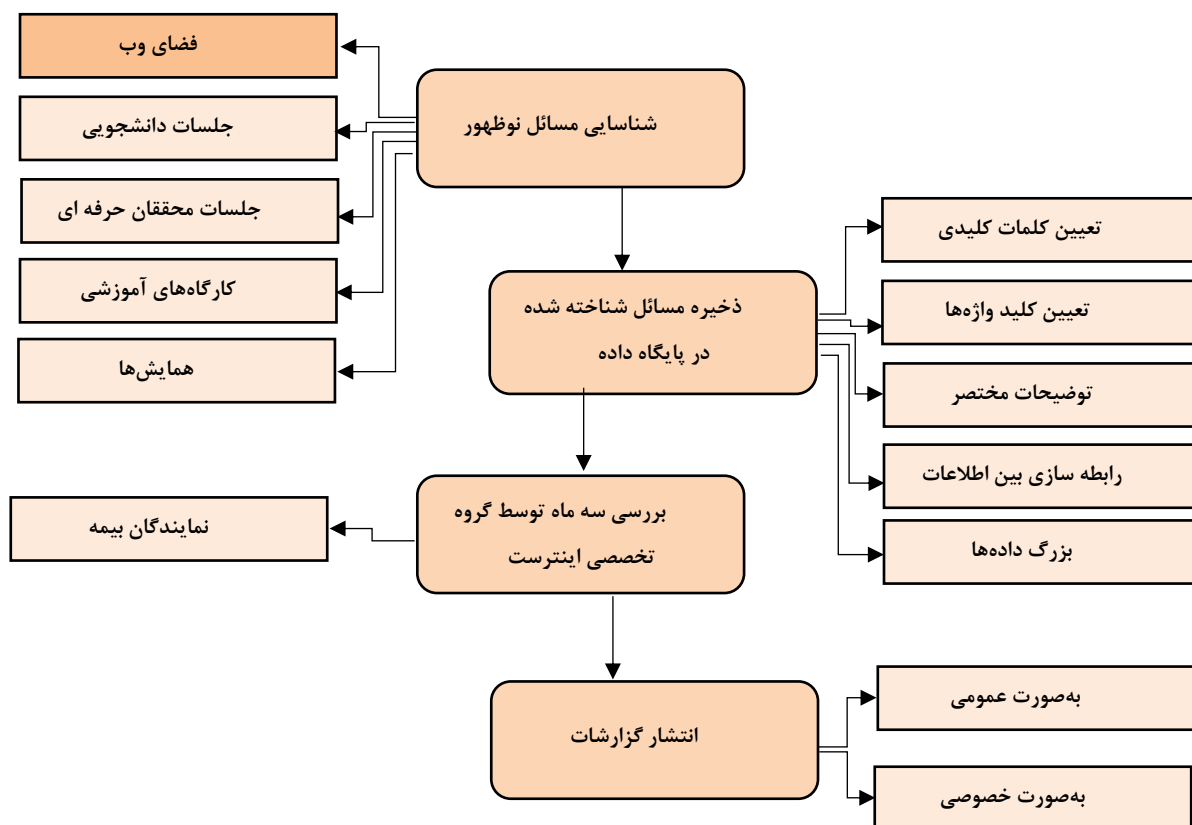 فضای وب
شناسایی مسائل نوظهور
جلسات دانشجویی
جلسات محققان حرفه ای
کارگاه‌های آموزشی
همایش‌ها
ذخیره مسائل شناخته شده
در پایگاه داده
تعیین کلمات کلیدی
تعیین کلید واژه‌ها
توضیحات مختصر
رابطه سازی بین اطلاعات
بزرگ داده‌ها
بررسی سه ماه توسط گروه
تخصصی اینترست
نمایندگان بیمه
انتشار گزارشات
به‌صورت عمومی
به‌صورت خصوصی